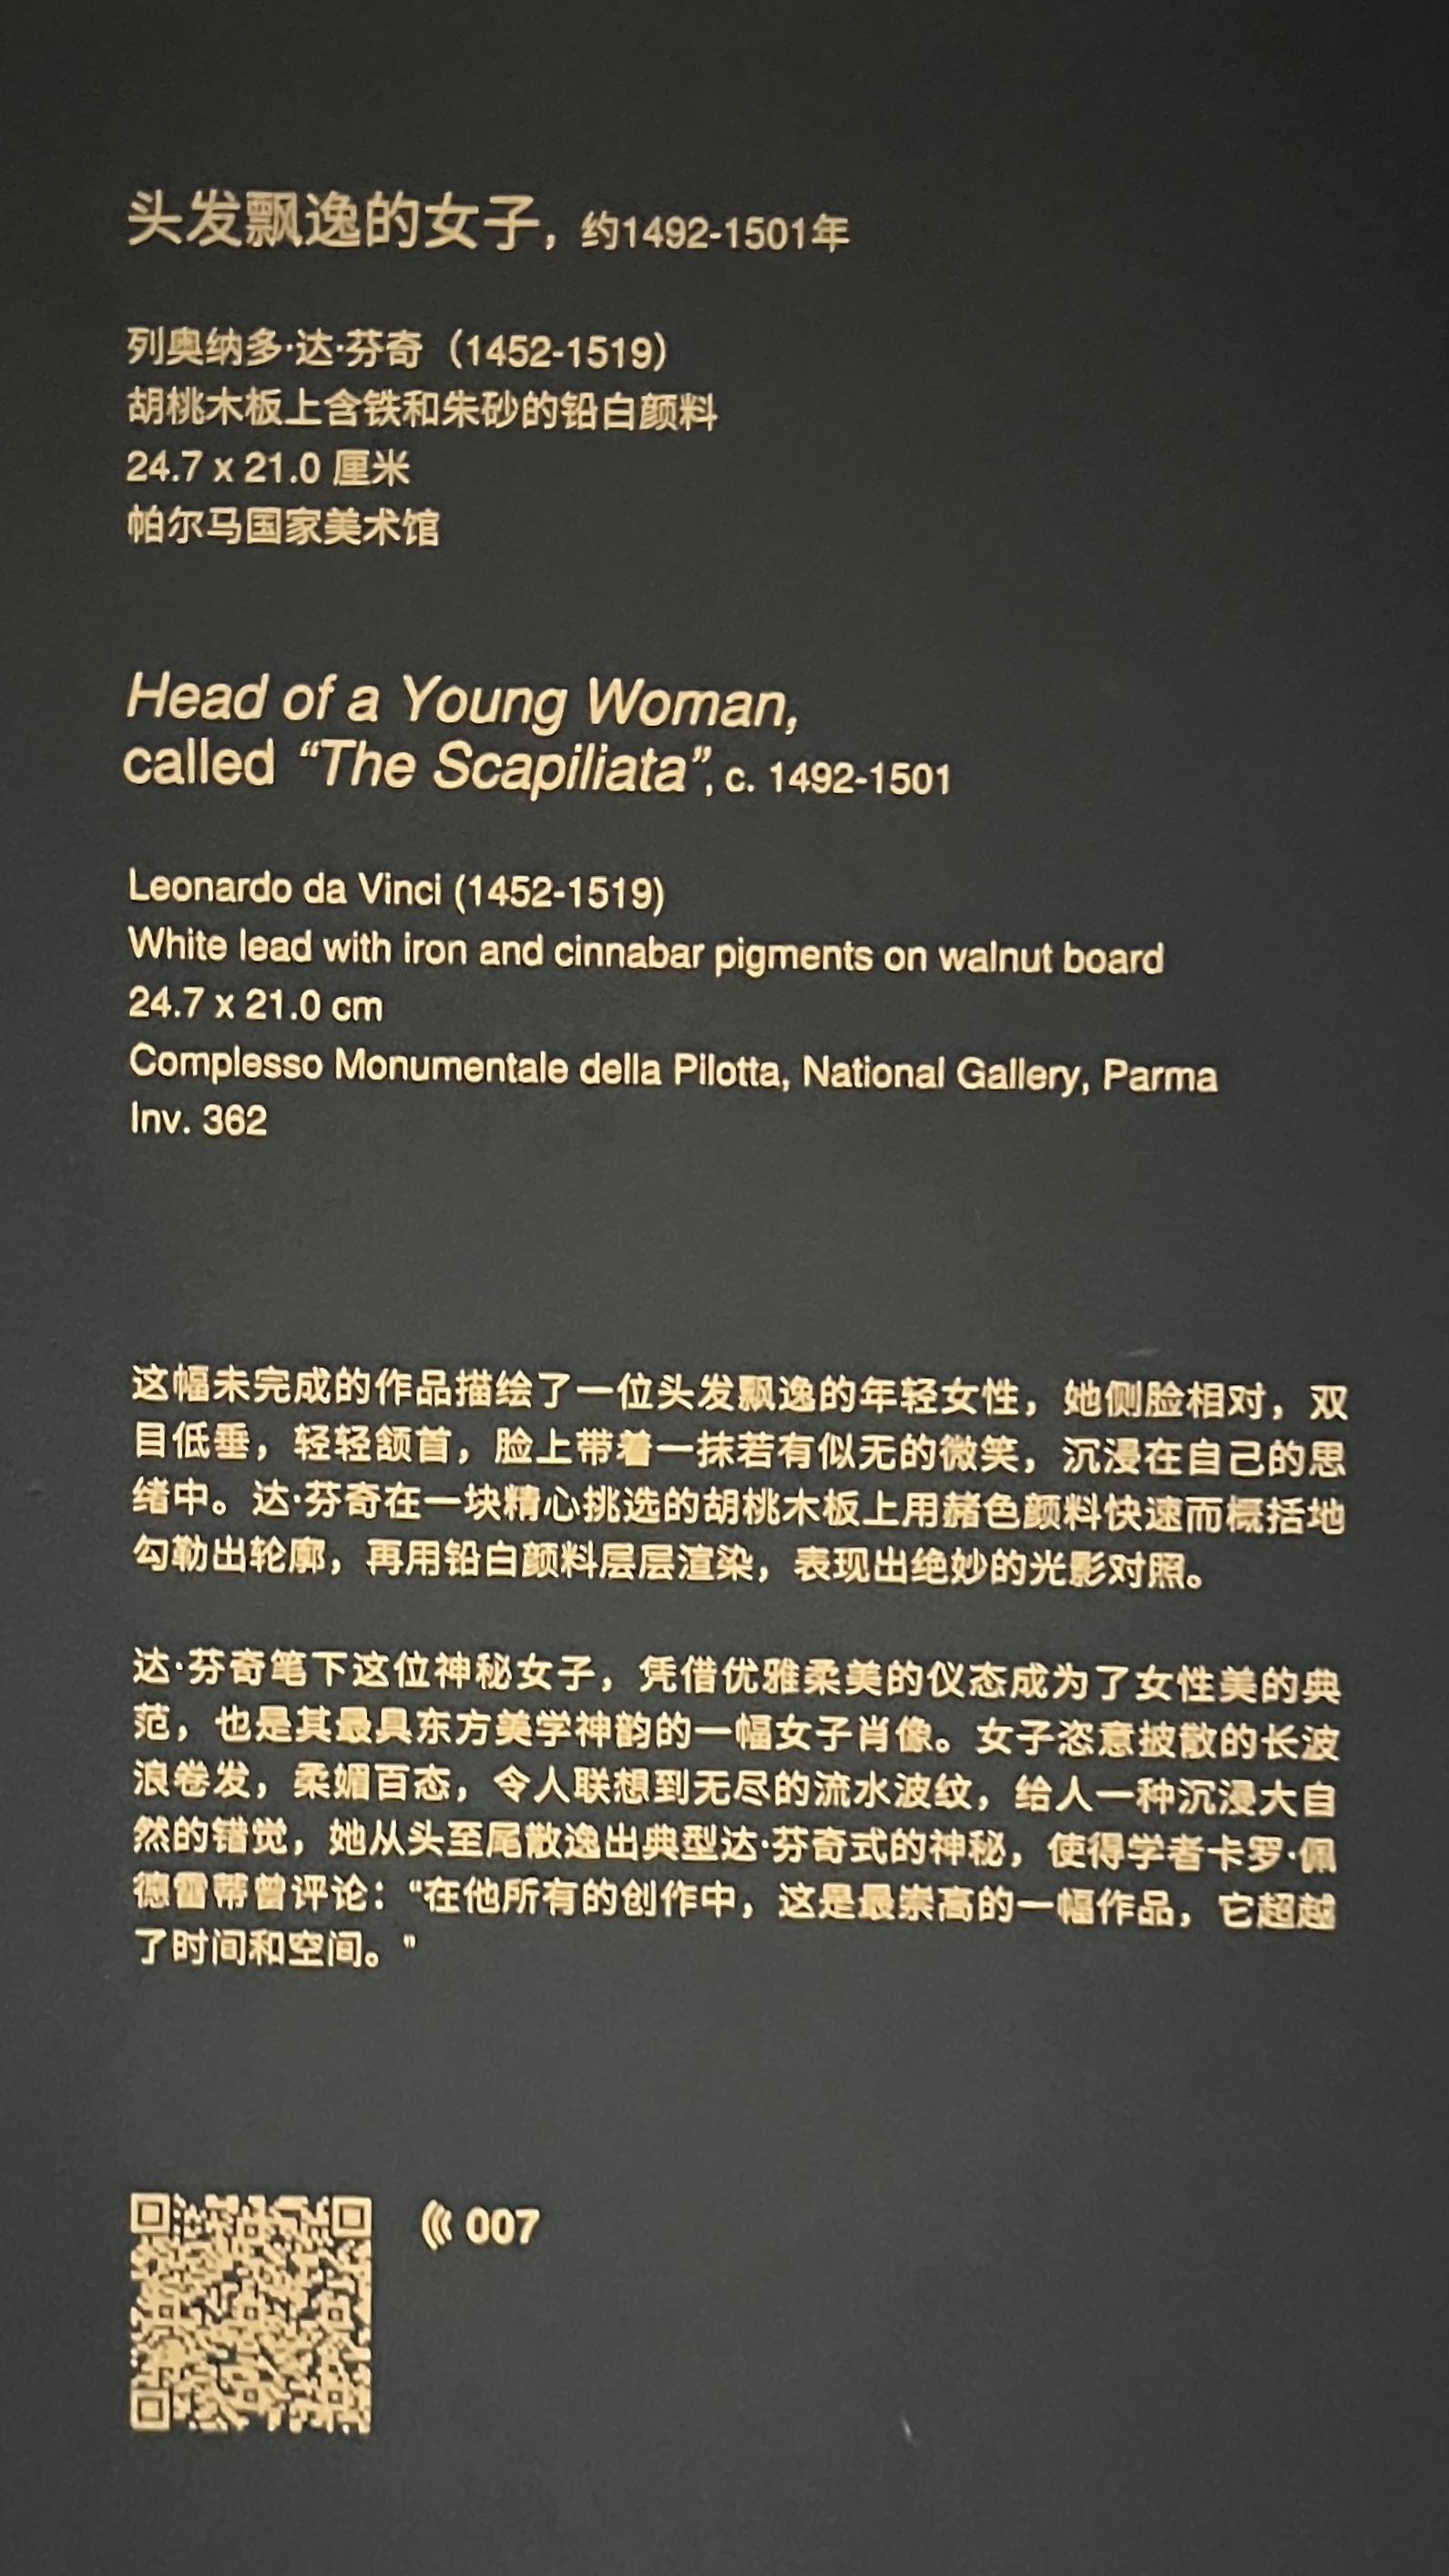 头发飘逸的女子，约1492-1501年
列奥纳多·达·芬奇（1452-1519）
胡桃木板上含铁和朱砂的铅白颜料
24.7 x 21.0 厘米
帕尔马国家美术馆
Head of a Young Woman,
called “The Scapiliata”, c. 1492-1501
Leonardo da Vinci (1452-1519)
White lead with iron and cinnabar pigments on walnut board
24.7 x 21.0 cm
Complesso Monumentale della Pilotta, National Gallery, Parma
Inv. 362
这幅未完成的作品描绘了一位头发飘逸的年轻女性，她侧脸相对，双
目低垂，轻轻颔首，脸上带着一抹若有似无的微笑，沉浸在自己的思
绪中。达·芬奇在一块精心挑选的胡桃木板上用赭色颜料快速而概括地
勾勒出轮廓，再用铅白颜料层层渲染，表现出绝妙的光影对照。
达·芬奇笔下这位神秘女子，凭借优雅柔美的仪态成为了女性美的典
范，也是其最具东方美学神韵的一幅女子肖像。女子恣意披散的长波
浪卷发，柔媚百态，令人联想到无尽的流水波纹，给人一种沉浸大自
然的错觉，她从头至尾散逸出典型达·芬奇式的神秘，使得学者卡罗·佩
德雷蒂曾评论：“在他所有的创作中，这是最崇高的一幅作品，它超越
了时间和空间。"
007